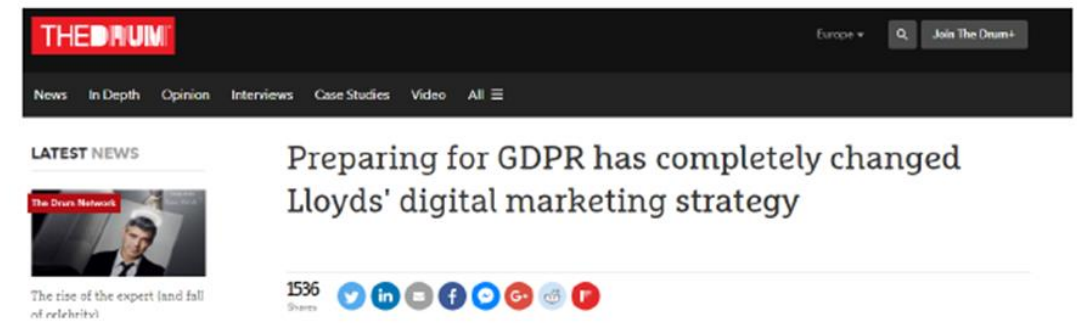 THEDRUM
Europe
Join The Drum+
News In Depth Opinion Interviews Case Studies Video All
LATEST NEWS
The Drum Network
The rise of the expert (and fall
of celebrity)
Preparing for GDPR has completely changed
Lloyds' digital marketing strategy
1536
Shares